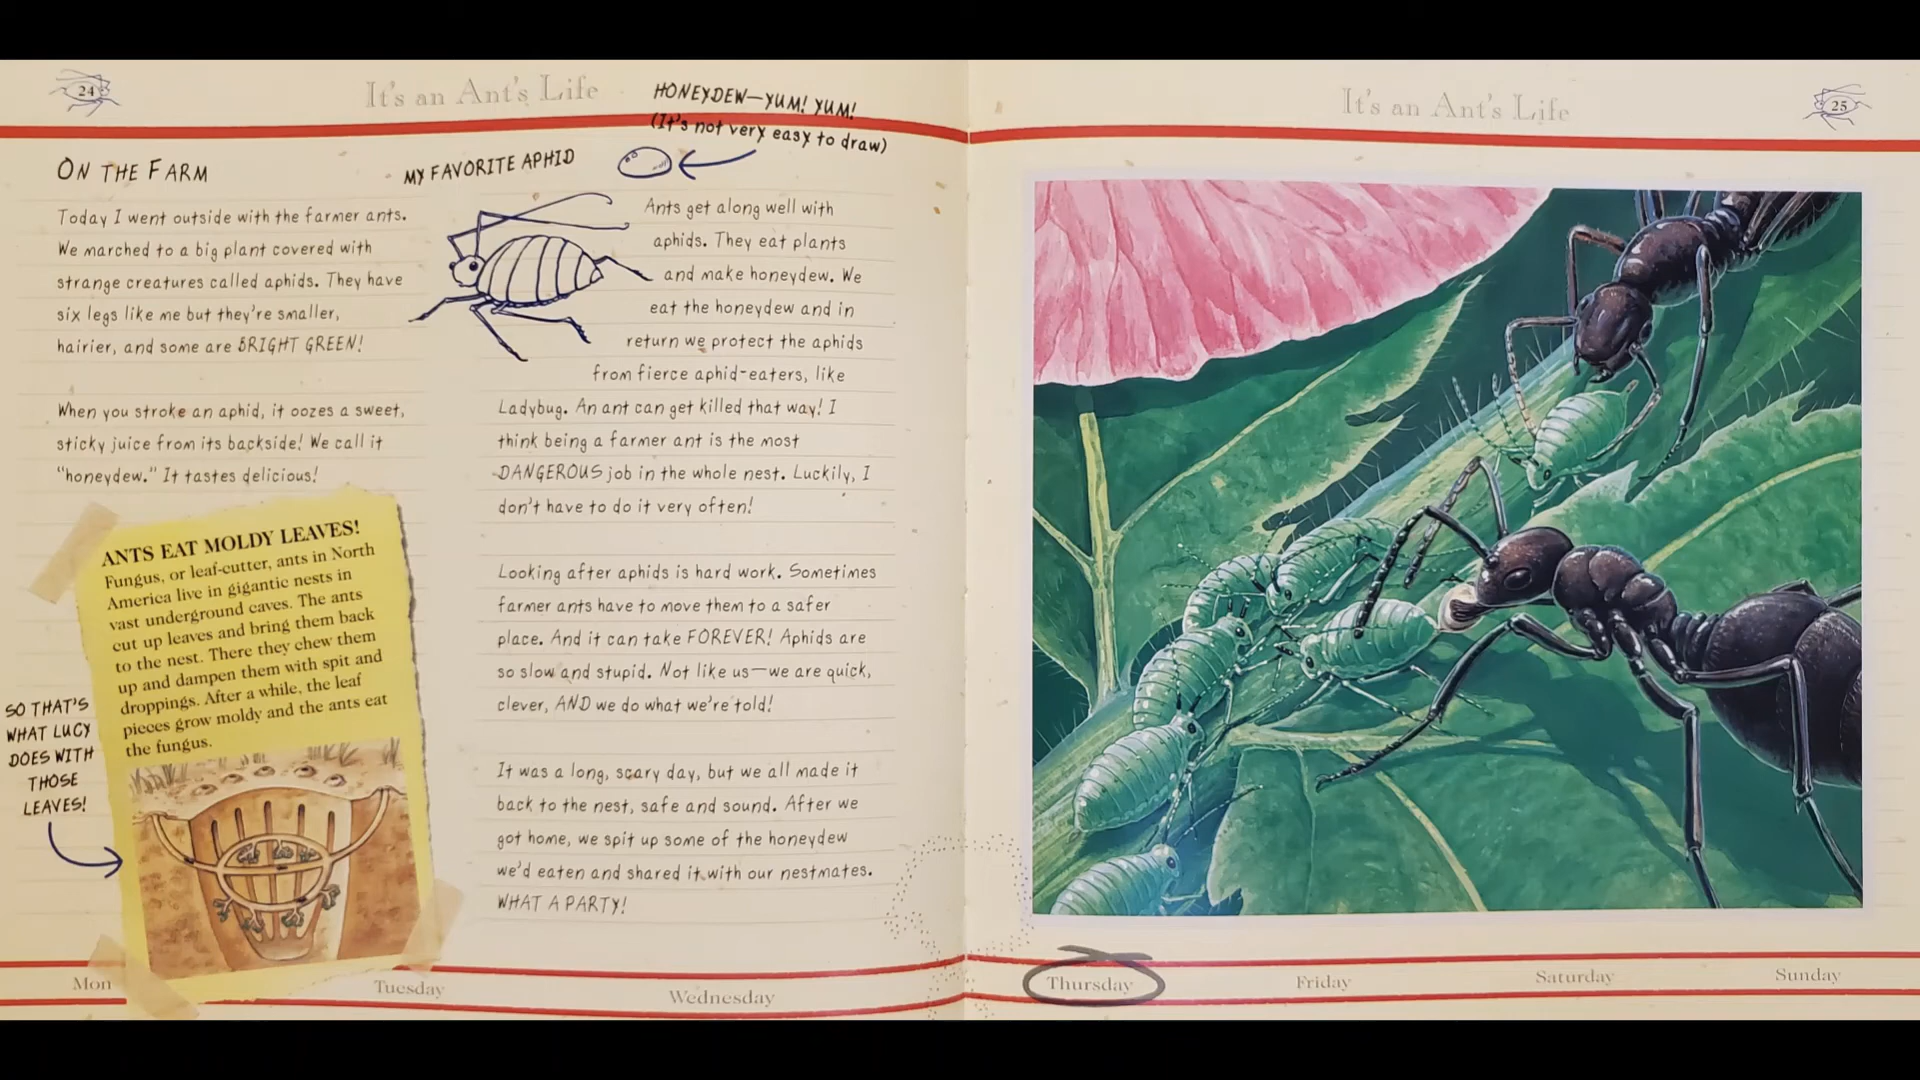 24
It's an Ant's Life
HONEYDEW—YUM! YUM!
(It's not very easy to draw)
ON THE FARM
MY FAVORITE APHID
Today I went outside with the farmer ants.
We marched to a big plant covered with
strange creatures called aphids. They have
six legs like me but they're smaller,
hairier, and some are BRIGHT GREEN!
When you stroke an aphid, it oozes a sweet,
sticky juice from its backside! We call it
"honeydew." It tastes delicious!
ANTS EAT MOLDY LEAVES!
Fungus, or leaf-cutter, ants in North
America live in gigantic nests in
vast underground caves. The ants
cut up leaves and bring them back
to the nest. There they chew them
up and dampen them with spit and
droppings. After a while, the leaf
pieces grow moldy and the ants eat
the fungus.
SO THAT'S
WHAT LUCY
DOES WITH
THOSE
LEAVES!
Ants get along well with
aphids. They eat plants
and make honeydew. We
eat the honeydew and in
return we protect the aphids
from fierce aphid-eaters, like
Ladybug. An ant can get killed that way! I
think being a farmer ant is the most
DANGEROUS job in the whole nest. Luckily, I
don't have to do it very often!
Looking after aphids is hard work. Sometimes
farmer ants have to move them to a safer
place. And it can take FOREVER! Aphids are
so slow and stupid. Not like us—we are quick,
clever, AND we do what we're told!
It was a long, scary day, but we all made it
back to the nest, safe and sound. After we
got home, we spit up some of the honeydew
we'd eaten and shared it with our nestmates.
WHAT A PARTY!
Mon
Tuesday
Wednesday
It's an Ant's Life
25
Thursday
Friday
Saturday
Sunday